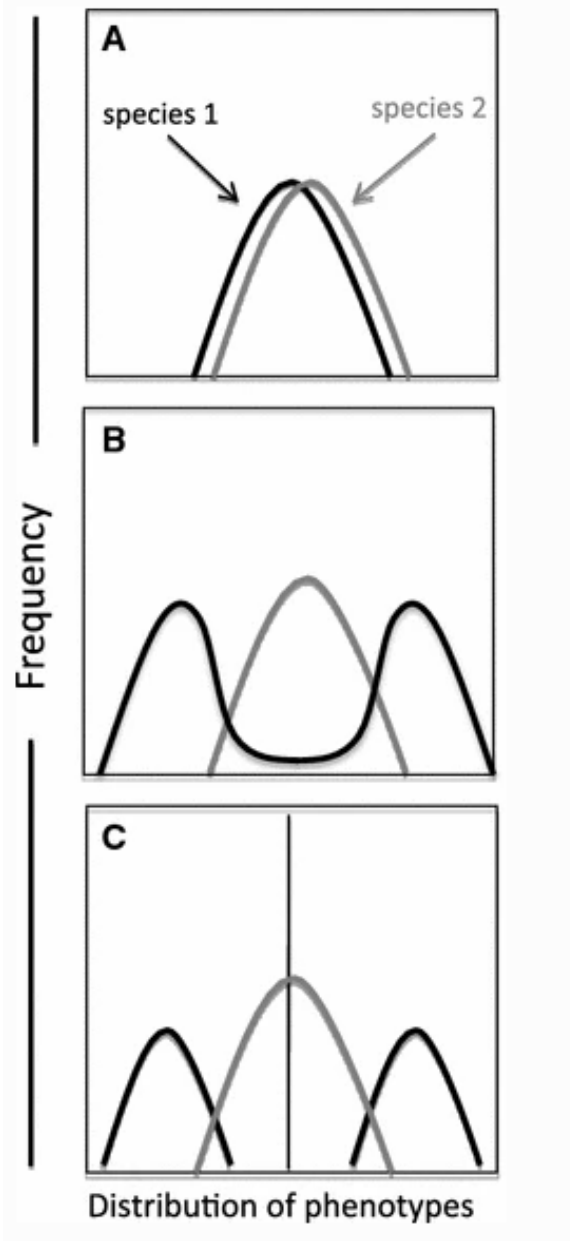 A
species 1
species 2
B
Frequency
C
Distribution of phenotypes